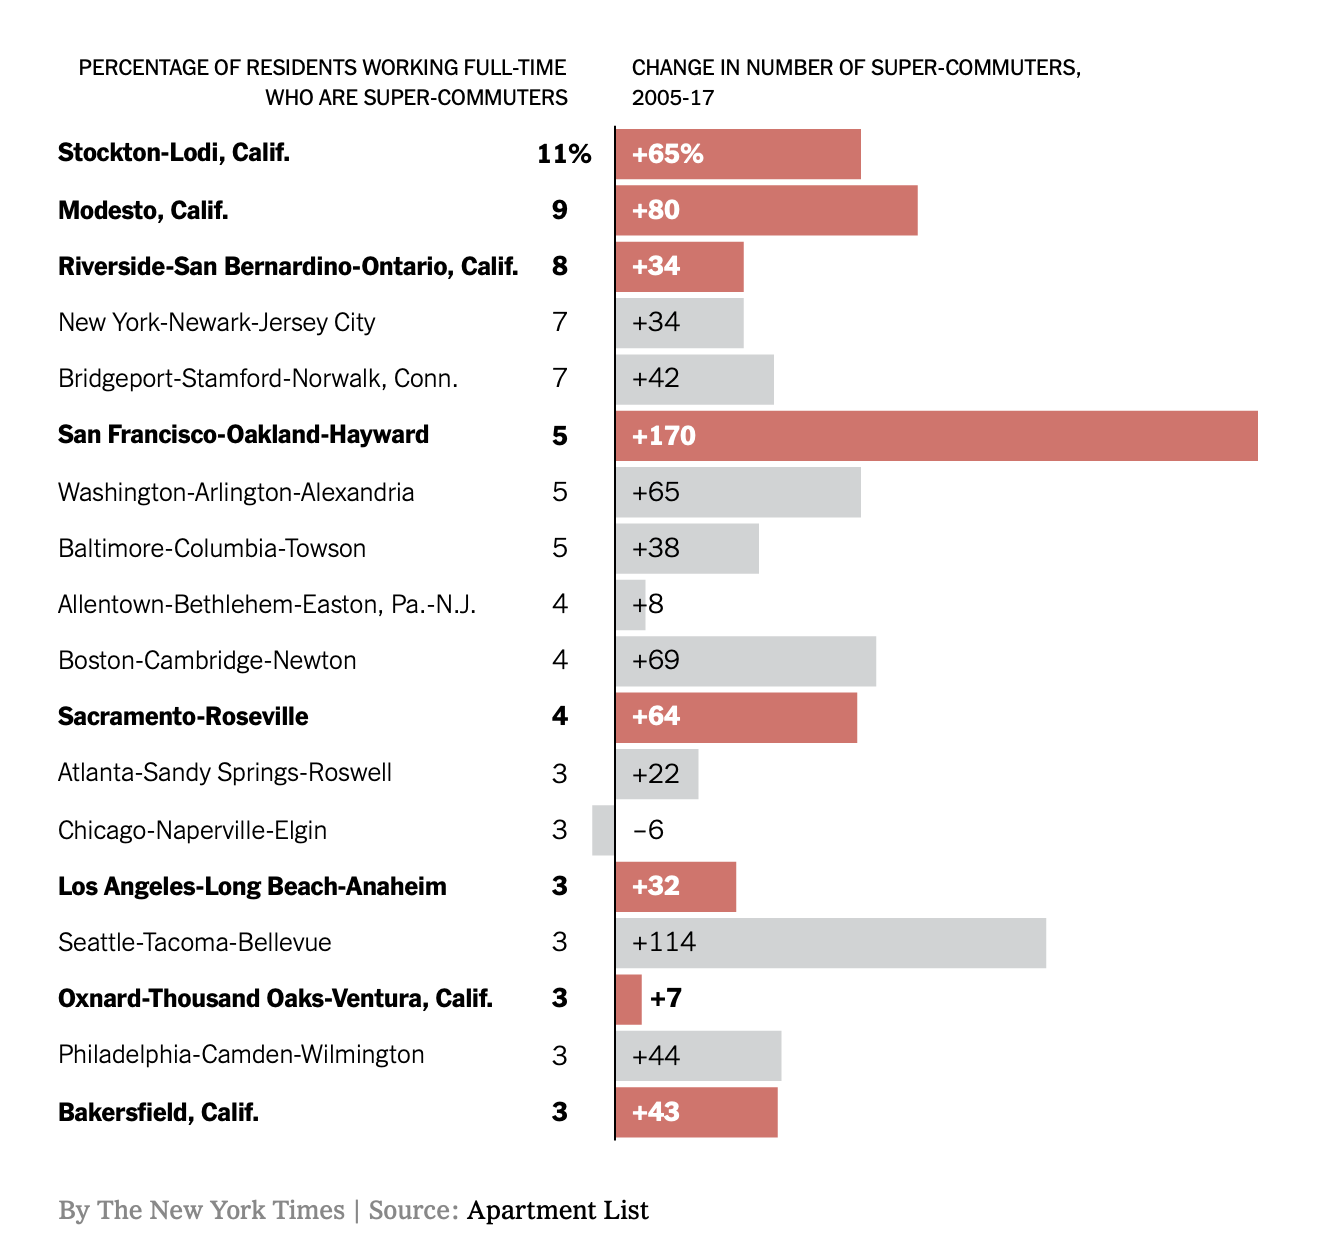 PERCENTAGE OF RESIDENTS WORKING FULL-TIME
WHO ARE SUPER-COMMUTERS
CHANGE IN NUMBER OF SUPER-COMMUTERS,
2005-17
Stockton-Lodi, Calif. 11% +65%
Modesto, Calif. 9 +80
Riverside-San Bernardino-Ontario, Calif. 8 +34
New York-Newark-Jersey City 7 +34
Bridgeport-Stamford-Norwalk, Conn. 7 +42
San Francisco-Oakland-Hayward 5 +170
Washington-Arlington-Alexandria 5 +65
Baltimore-Columbia-Towson 5 +38
Allentown-Bethlehem-Easton, Pa.-N.J. 4 +8
Boston-Cambridge-Newton 4 +69
Sacramento-Roseville 4 +64
Atlanta-Sandy Springs-Roswell 3 +22
Chicago-Naperville-Elgin 3 –6
Los Angeles-Long Beach-Anaheim 3 +32
Seattle-Tacoma-Bellevue 3 +114
Oxnard-Thousand Oaks-Ventura, Calif. 3 +7
Philadelphia-Camden-Wilmington 3 +44
Bakersfield, Calif. 3 +43
By The New York Times | Source: Apartment List